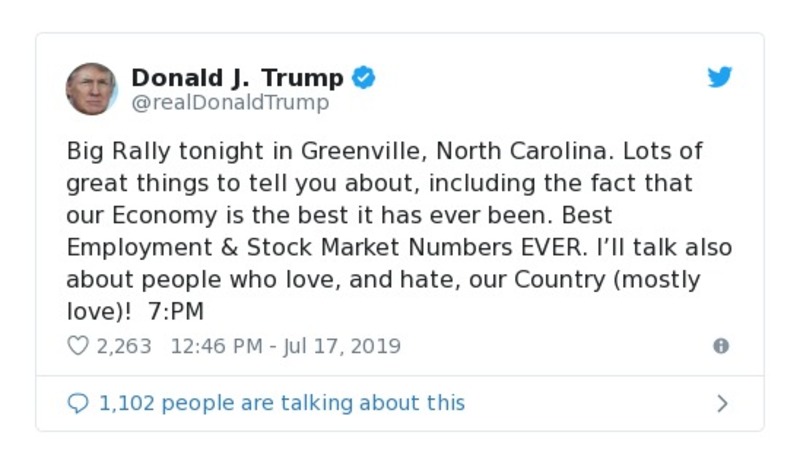 Donald J. Trump
@realDonaldTrump
Big Rally tonight in Greenville, North Carolina. Lots of
great things to tell you about, including the fact that
our Economy is the best it has ever been. Best
Employment & Stock Market Numbers EVER. I’ll talk also
about people who love, and hate, our Country (mostly
love)!  7:PM
2,263   12:46 PM - Jul 17, 2019
1,102 people are talking about this